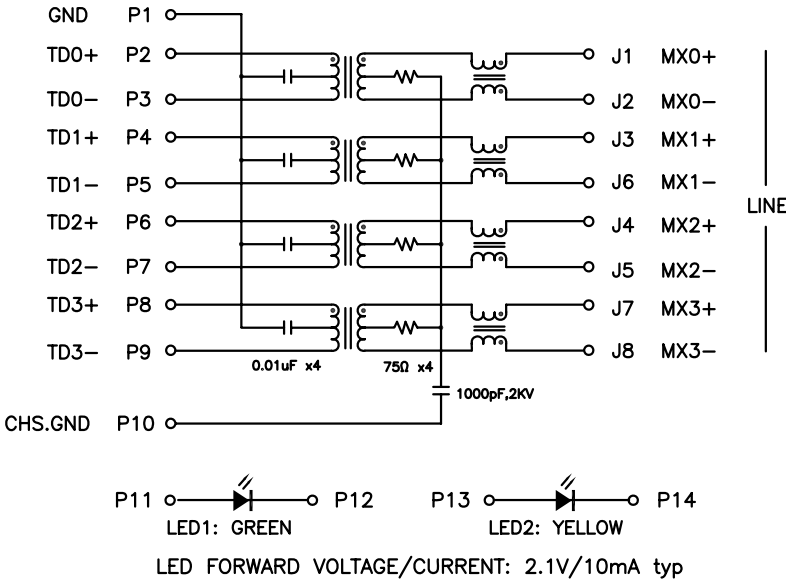 GND P1
TD0+ P2 J1 MX0+
TD0- P3 J2 MX0-
TD1+ P4 J3 MX1+
TD1- P5 J6 MX1-
LINE
TD2+ P6 J4 MX2+
TD2- P7 J5 MX2-
TD3+ P8 J7 MX3+
TD3- P9 J8 MX3-
0.01uF x4 75Ω x4
1000pF,2KV
CHS.GND P10
P11 P12 P13 P14
LED1: GREEN LED2: YELLOW
LED FORWARD VOLTAGE/CURRENT: 2.1V/10mA typ